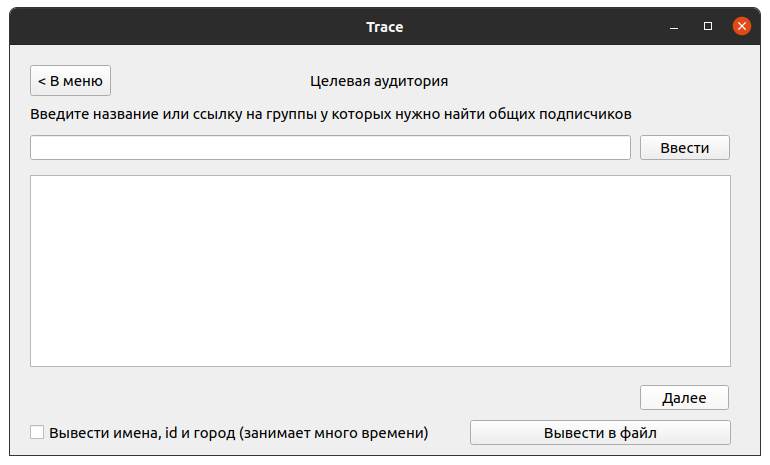 Trace
< В меню
Целевая аудитория
Введите название или ссылку на группы у которых нужно найти общих подписчиков
Ввести
Далее
Вывести имена, id и город (занимает много времени)
Вывести в файл